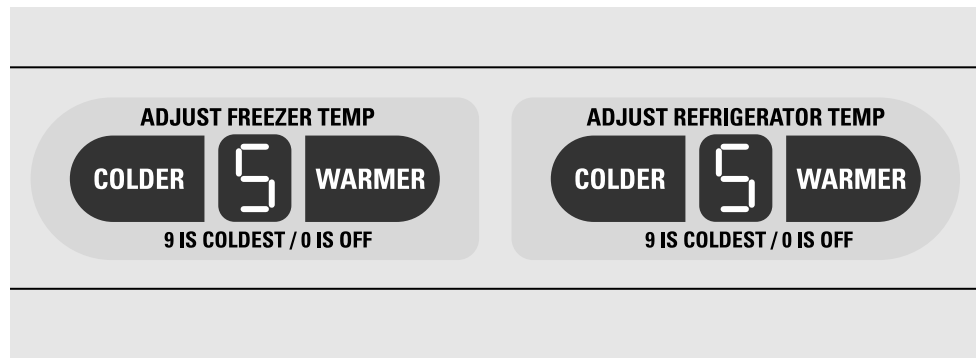 ADJUST FREEZER TEMP
COLDER 5 WARMER
9 IS COLDEST / 0 IS OFF
ADJUST REFRIGERATOR TEMP
COLDER 5 WARMER
9 IS COLDEST / 0 IS OFF